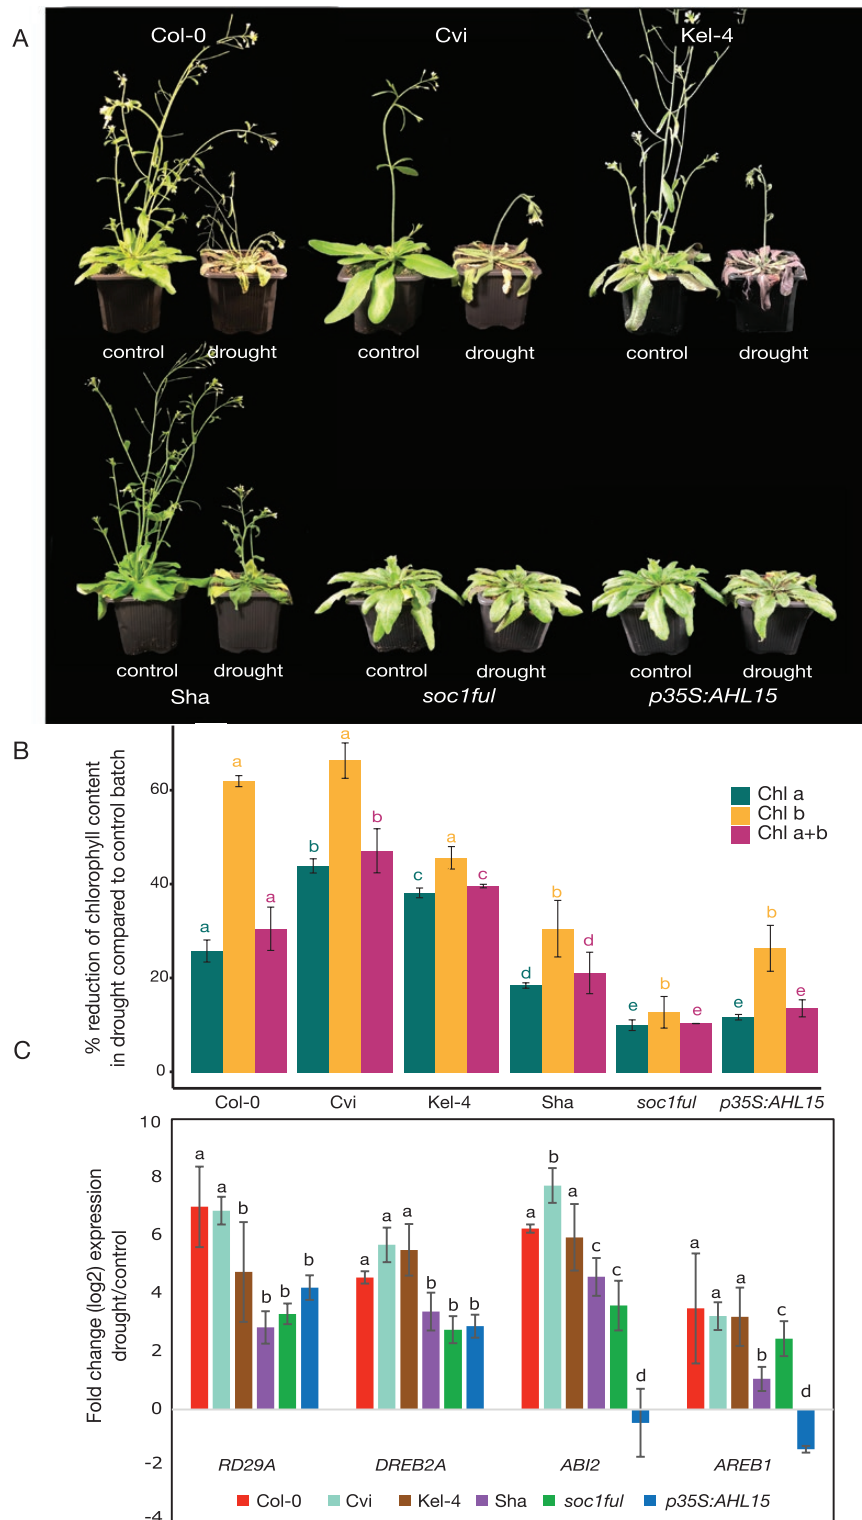 A
Col-0 Cvi Kel-4
control drought control drought control drought
control drought control drought control drought
Sha soc1ful p35S:AHL15
B
% reduction of chlorophyll content
in drought compared to control batch
60
40
20
0
a a a
b a b
c a c
d b d
e b e
e b e
Chl a
Chl b
Chl a+b
Col-0 Cvi Kel-4 Sha soc1ful p35S:AHL15
C
Fold change (log2) expression
drought/control
10
8
6
4
2
0
-2
-4
a a b b b b
a a a b b b
a b a c c d
a a a b c d
RD29A DREB2A ABI2 AREB1
Col-0 Cvi Kel-4 Sha soc1ful p35S:AHL15